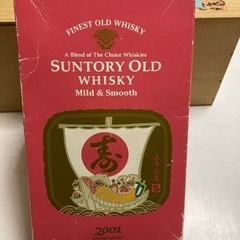 FINEST OLD WHISKY
A Blend of The Choice Whiskies
SUNTORY OLD
WHISKY
Mild & Smooth
寿
2001